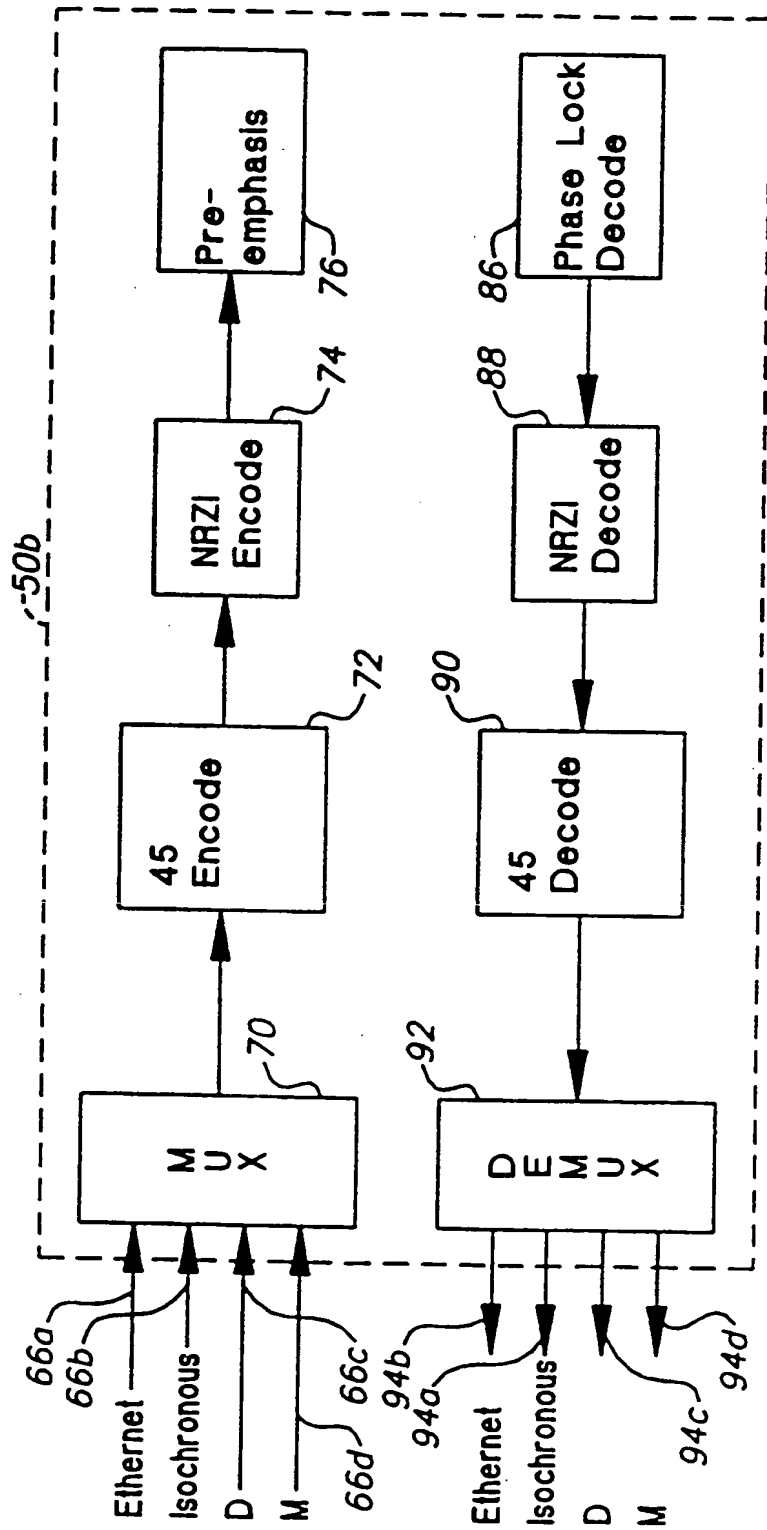 50b
Ethernet
66a
Isochronous
66b
D
66c
M
66d
M
U
X
70
45
Encode
72
NRZI
Encode
74
Pre-
emphasis
76
Ethernet
94b
Isochronous
94a
D
94c
M
94d
D
E
M
U
X
92
45
Decode
90
NRZI
Decode
88
Phase Lock
Decode
86